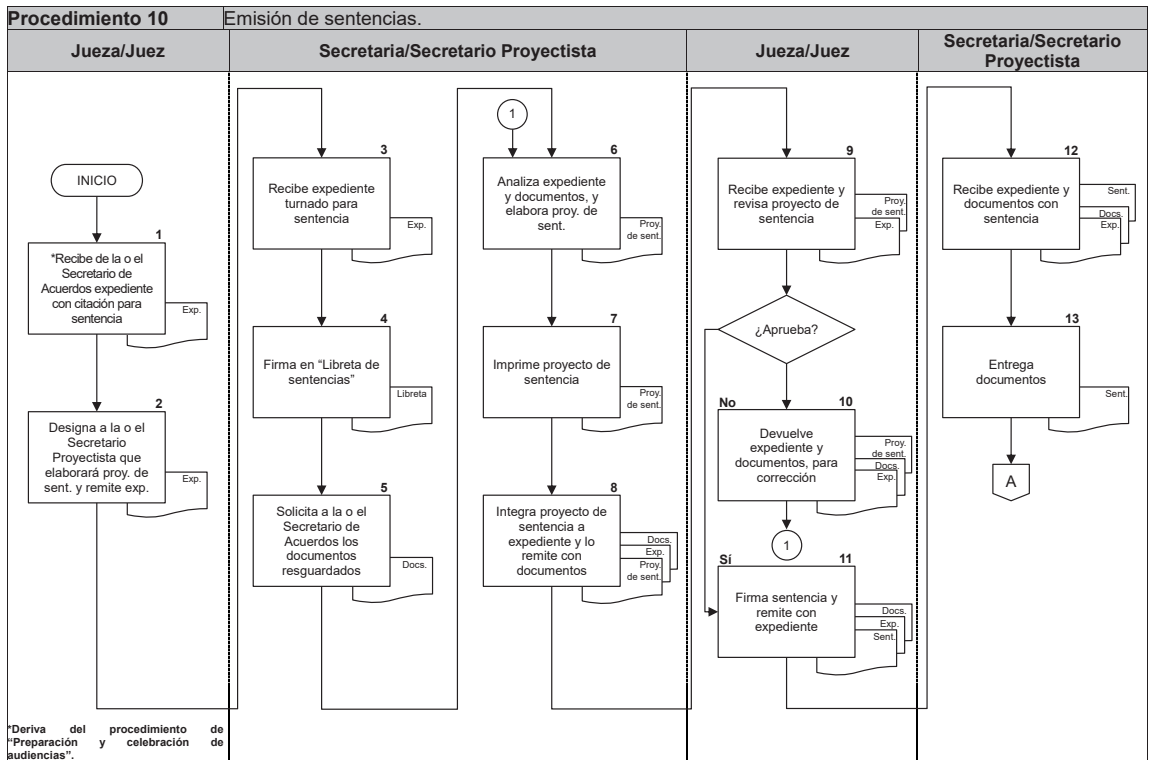 Procedimiento 10
Emisión de sentencias.
Jueza/Juez
Secretaria/Secretario Proyectista
Jueza/Juez
Secretaria/Secretario
Proyectista
INICIO
1
*Recibe de la o el
Secretario de
Acuerdos expediente
con citación para
sentencia
Exp.
2
Designa a la o el
Secretario
Proyectista que
elaborará proy. de
sent. y remite exp.
Exp.
3
Recibe expediente
turnado para
sentencia
Exp.
4
Firma en “Libreta de
sentencias”
Libreta
5
Solicita a la o el
Secretario de
Acuerdos los
documentos
resguardados
Docs.
1
6
Analiza expediente
y documentos, y
elabora proy. de
sent.
Proy.
de sent.
7
Imprime proyecto de
sentencia
Proy.
de sent.
8
Integra proyecto de
sentencia a
expediente y lo
remite con
documentos
Docs.
Exp.
Proy.
de sent.
9
Recibe expediente y
revisa proyecto de
sentencia
Proy.
de sent.
Exp.
¿Aprueba?
No
10
Devuelve
expediente y
documentos, para
corrección
Proy.
de sent.
Docs.
Exp.
1
Sí
11
Firma sentencia y
remite con
expediente
Docs.
Exp.
Sent.
12
Recibe expediente y
documentos con
sentencia
Sent.
Docs.
Exp.
13
Entrega
documentos
Sent.
A
*Deriva del procedimiento de
“Preparación y celebración de
audiencias”.